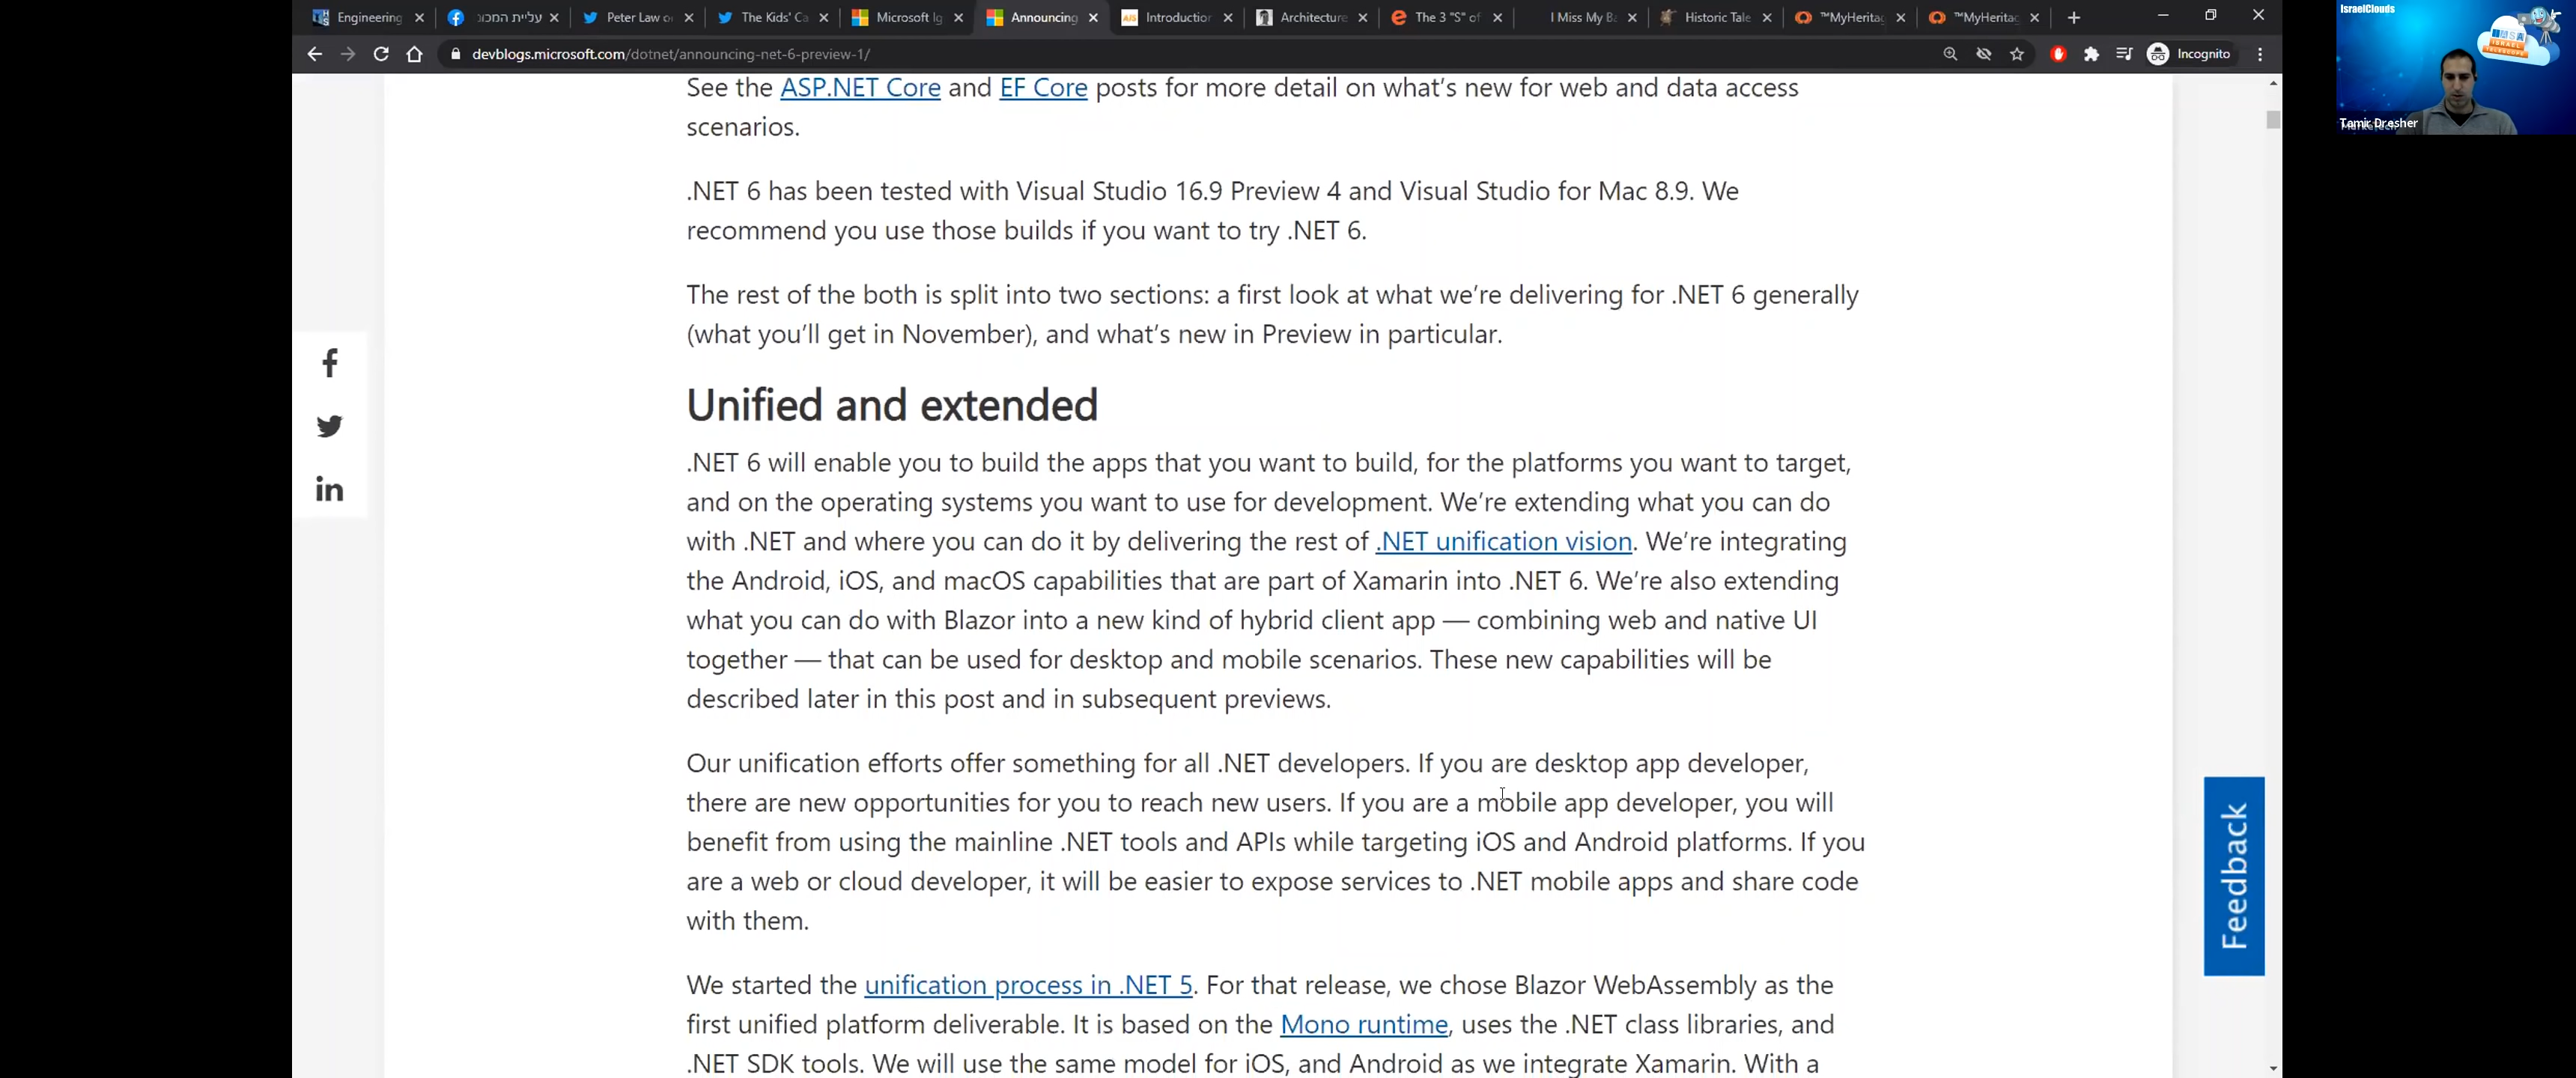 Engineering
עליית המכונ
Peter Law o
The Kids' Ca
Microsoft Ig
Announcing
Introduction
Architecture
The 3 "S" of
I Miss My B
Historic Tale
™MyHeritag
™MyHeritag
devblogs.microsoft.com/dotnet/announcing-net-6-preview-1/
Incognito
IsraelClouds
Tamir Dresher
See the ASP.NET Core and EF Core posts for more detail on what’s new for web and data access
scenarios.
.NET 6 has been tested with Visual Studio 16.9 Preview 4 and Visual Studio for Mac 8.9. We
recommend you use those builds if you want to try .NET 6.
The rest of the both is split into two sections: a first look at what we’re delivering for .NET 6 generally
(what you’ll get in November), and what’s new in Preview in particular.
Unified and extended
.NET 6 will enable you to build the apps that you want to build, for the platforms you want to target,
and on the operating systems you want to use for development. We’re extending what you can do
with .NET and where you can do it by delivering the rest of .NET unification vision. We’re integrating
the Android, iOS, and macOS capabilities that are part of Xamarin into .NET 6. We’re also extending
what you can do with Blazor into a new kind of hybrid client app — combining web and native UI
together — that can be used for desktop and mobile scenarios. These new capabilities will be
described later in this post and in subsequent previews.
Our unification efforts offer something for all .NET developers. If you are desktop app developer,
there are new opportunities for you to reach new users. If you are a mobile app developer, you will
benefit from using the mainline .NET tools and APIs while targeting iOS and Android platforms. If you
are a web or cloud developer, it will be easier to expose services to .NET mobile apps and share code
with them.
We started the unification process in .NET 5. For that release, we chose Blazor WebAssembly as the
first unified platform deliverable. It is based on the Mono runtime, uses the .NET class libraries, and
.NET SDK tools. We will use the same model for iOS, and Android as we integrate Xamarin. With a
Feedback